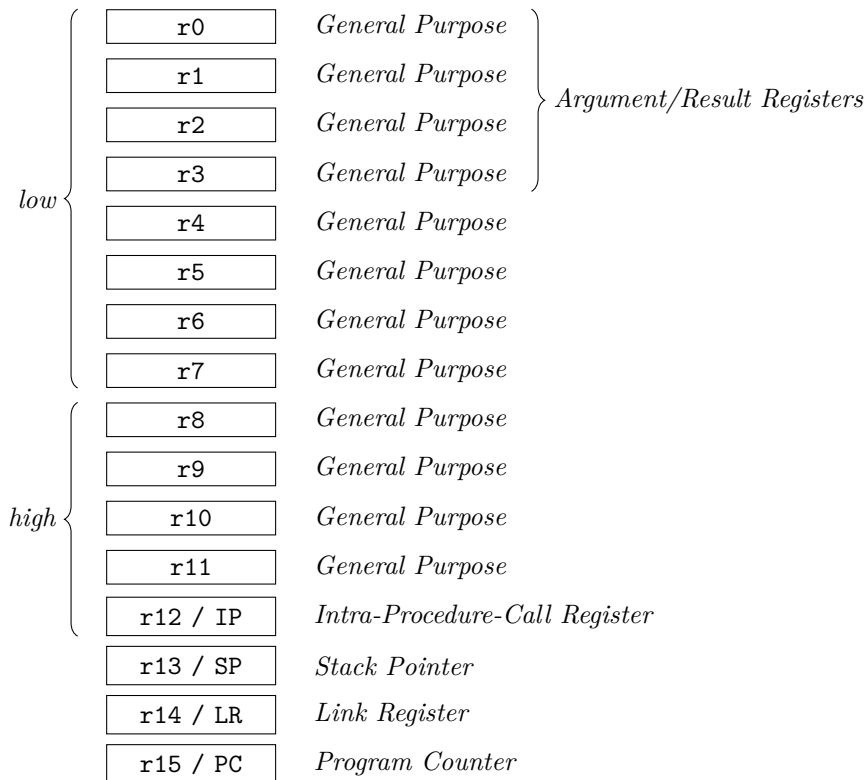 r0 General Purpose
r1 General Purpose
Argument/Result Registers
r2 General Purpose
r3 General Purpose
low
r4 General Purpose
r5 General Purpose
r6 General Purpose
r7 General Purpose
r8 General Purpose
r9 General Purpose
high
r10 General Purpose
r11 General Purpose
r12 / IP Intra-Procedure-Call Register
r13 / SP Stack Pointer
r14 / LR Link Register
r15 / PC Program Counter